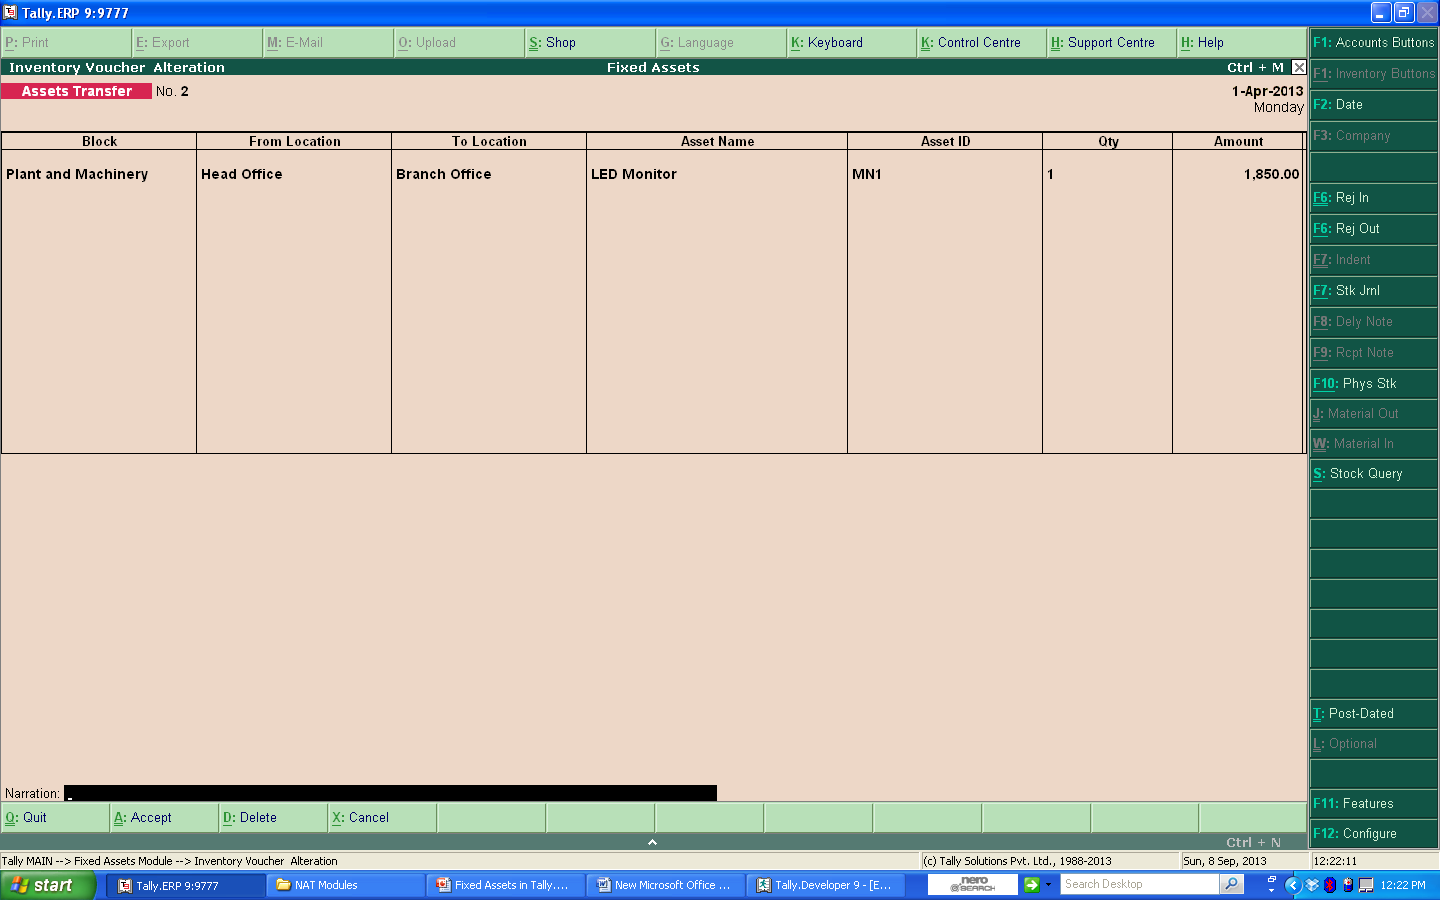 Tally.ERP 9:9777
P: Print E: Export M: E-Mail O: Upload S: Shop G: Language K: Keyboard K: Control Centre H: Support Centre H: Help
F1: Accounts Buttons
Inventory Voucher Alteration Fixed Assets Ctrl + M
F1: Inventory Buttons
Assets Transfer No. 2 1-Apr-2013
Monday
F2: Date
F3: Company
Block From Location To Location Asset Name Asset ID Qty Amount
Plant and Machinery Head Office Branch Office LED Monitor MN1 1 1,850.00
F6: Rej In
F6: Rej Out
F7: Indent
F7: Stk Jrnl
F8: Dely Note
F9: Rcpt Note
F10: Phys Stk
J: Material Out
W: Material In
S: Stock Query
T: Post-Dated
L: Optional
Narration:
F11: Features
Q: Quit A: Accept D: Delete X: Cancel
F12: Configure
Ctrl + N
Tally MAIN --> Fixed Assets Module --> Inventory Voucher Alteration (c) Tally Solutions Pvt. Ltd., 1988-2013 Sun, 8 Sep, 2013 12:22:11
start Tally.ERP 9:9777 NAT Modules Fixed Assets in Tally.... New Microsoft Office ... Tally.Developer 9 - [E... nero SEARCH Search Desktop 12:22 PM